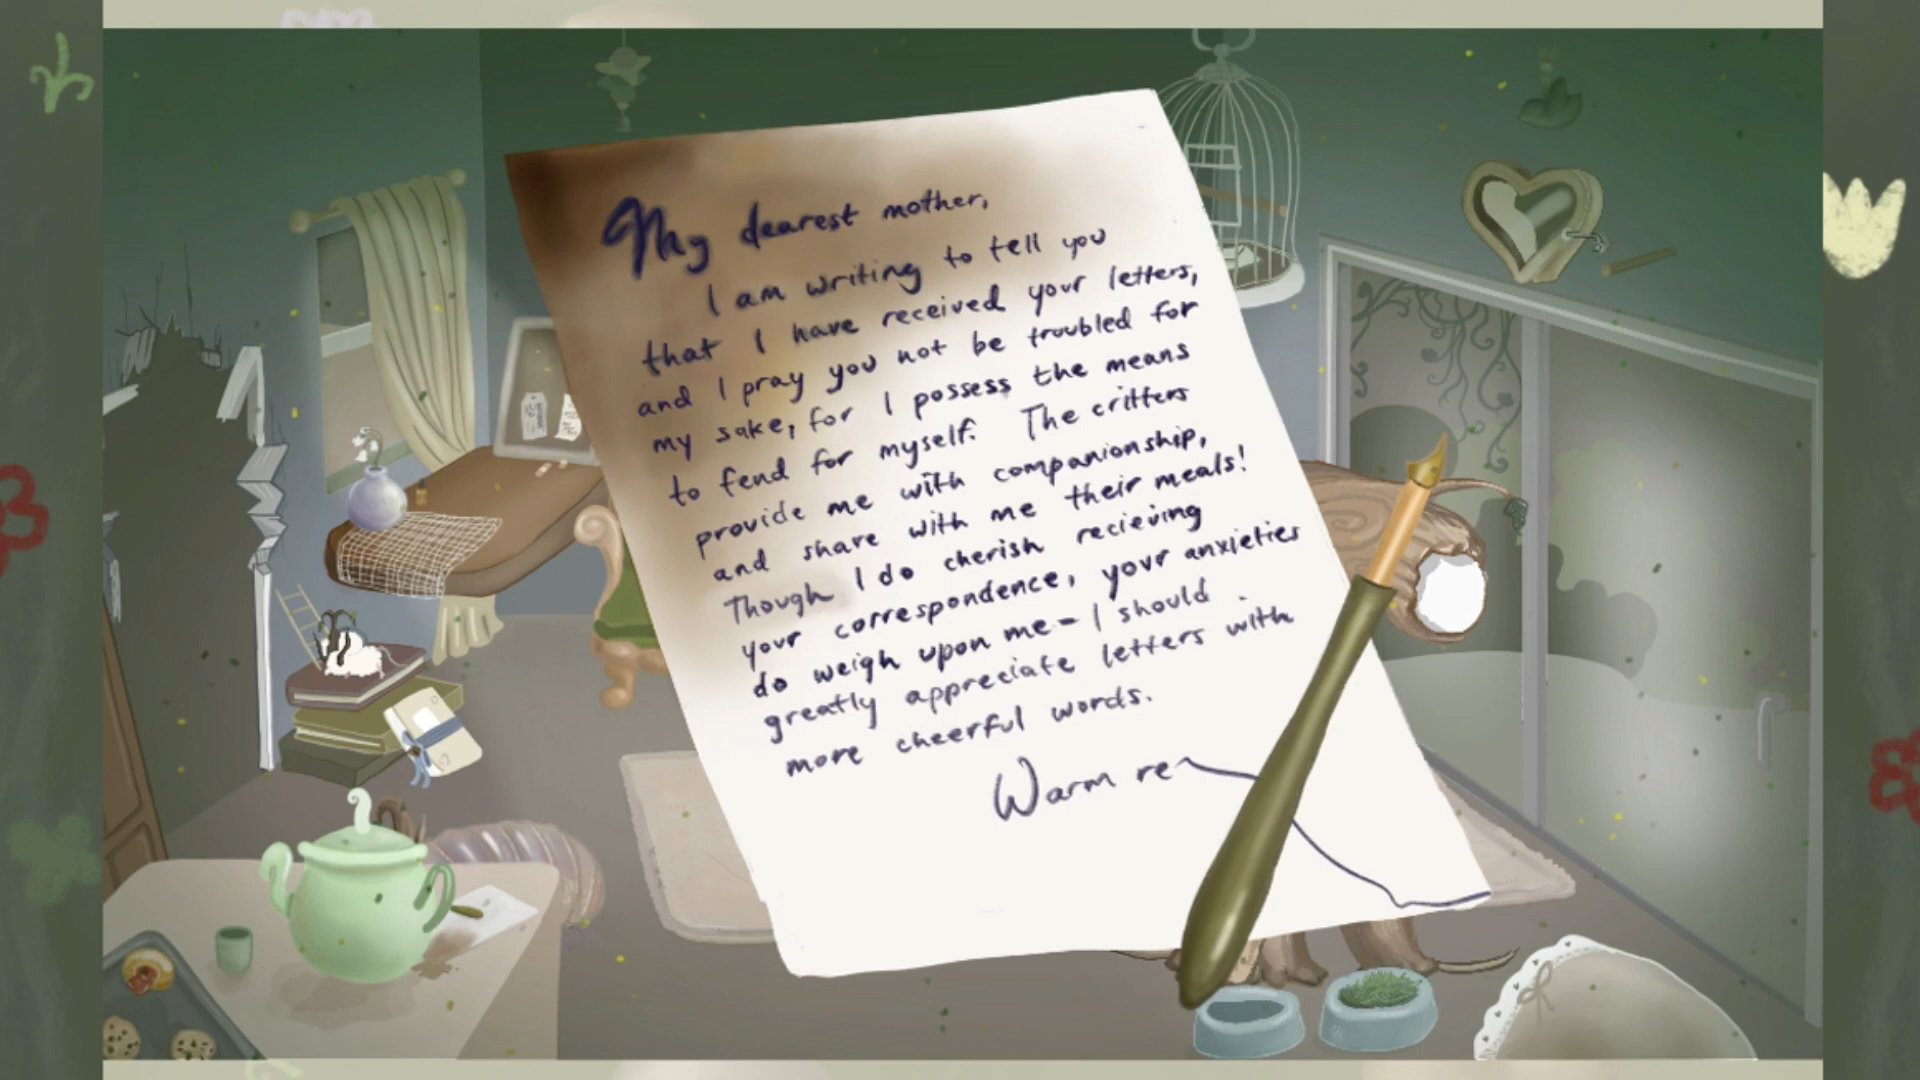 My dearest mother,
I am writing to tell you
that I have received your letters,
and I pray you not be troubled for
my sake, for I possess the means
to fend for myself. The critters
provide me with companionship,
and share with me their meals!
Though I do cherish recieving
your correspondence, your anxieties
do weigh upon me - I should
greatly appreciate letters with
more cheerful words.
Warm re